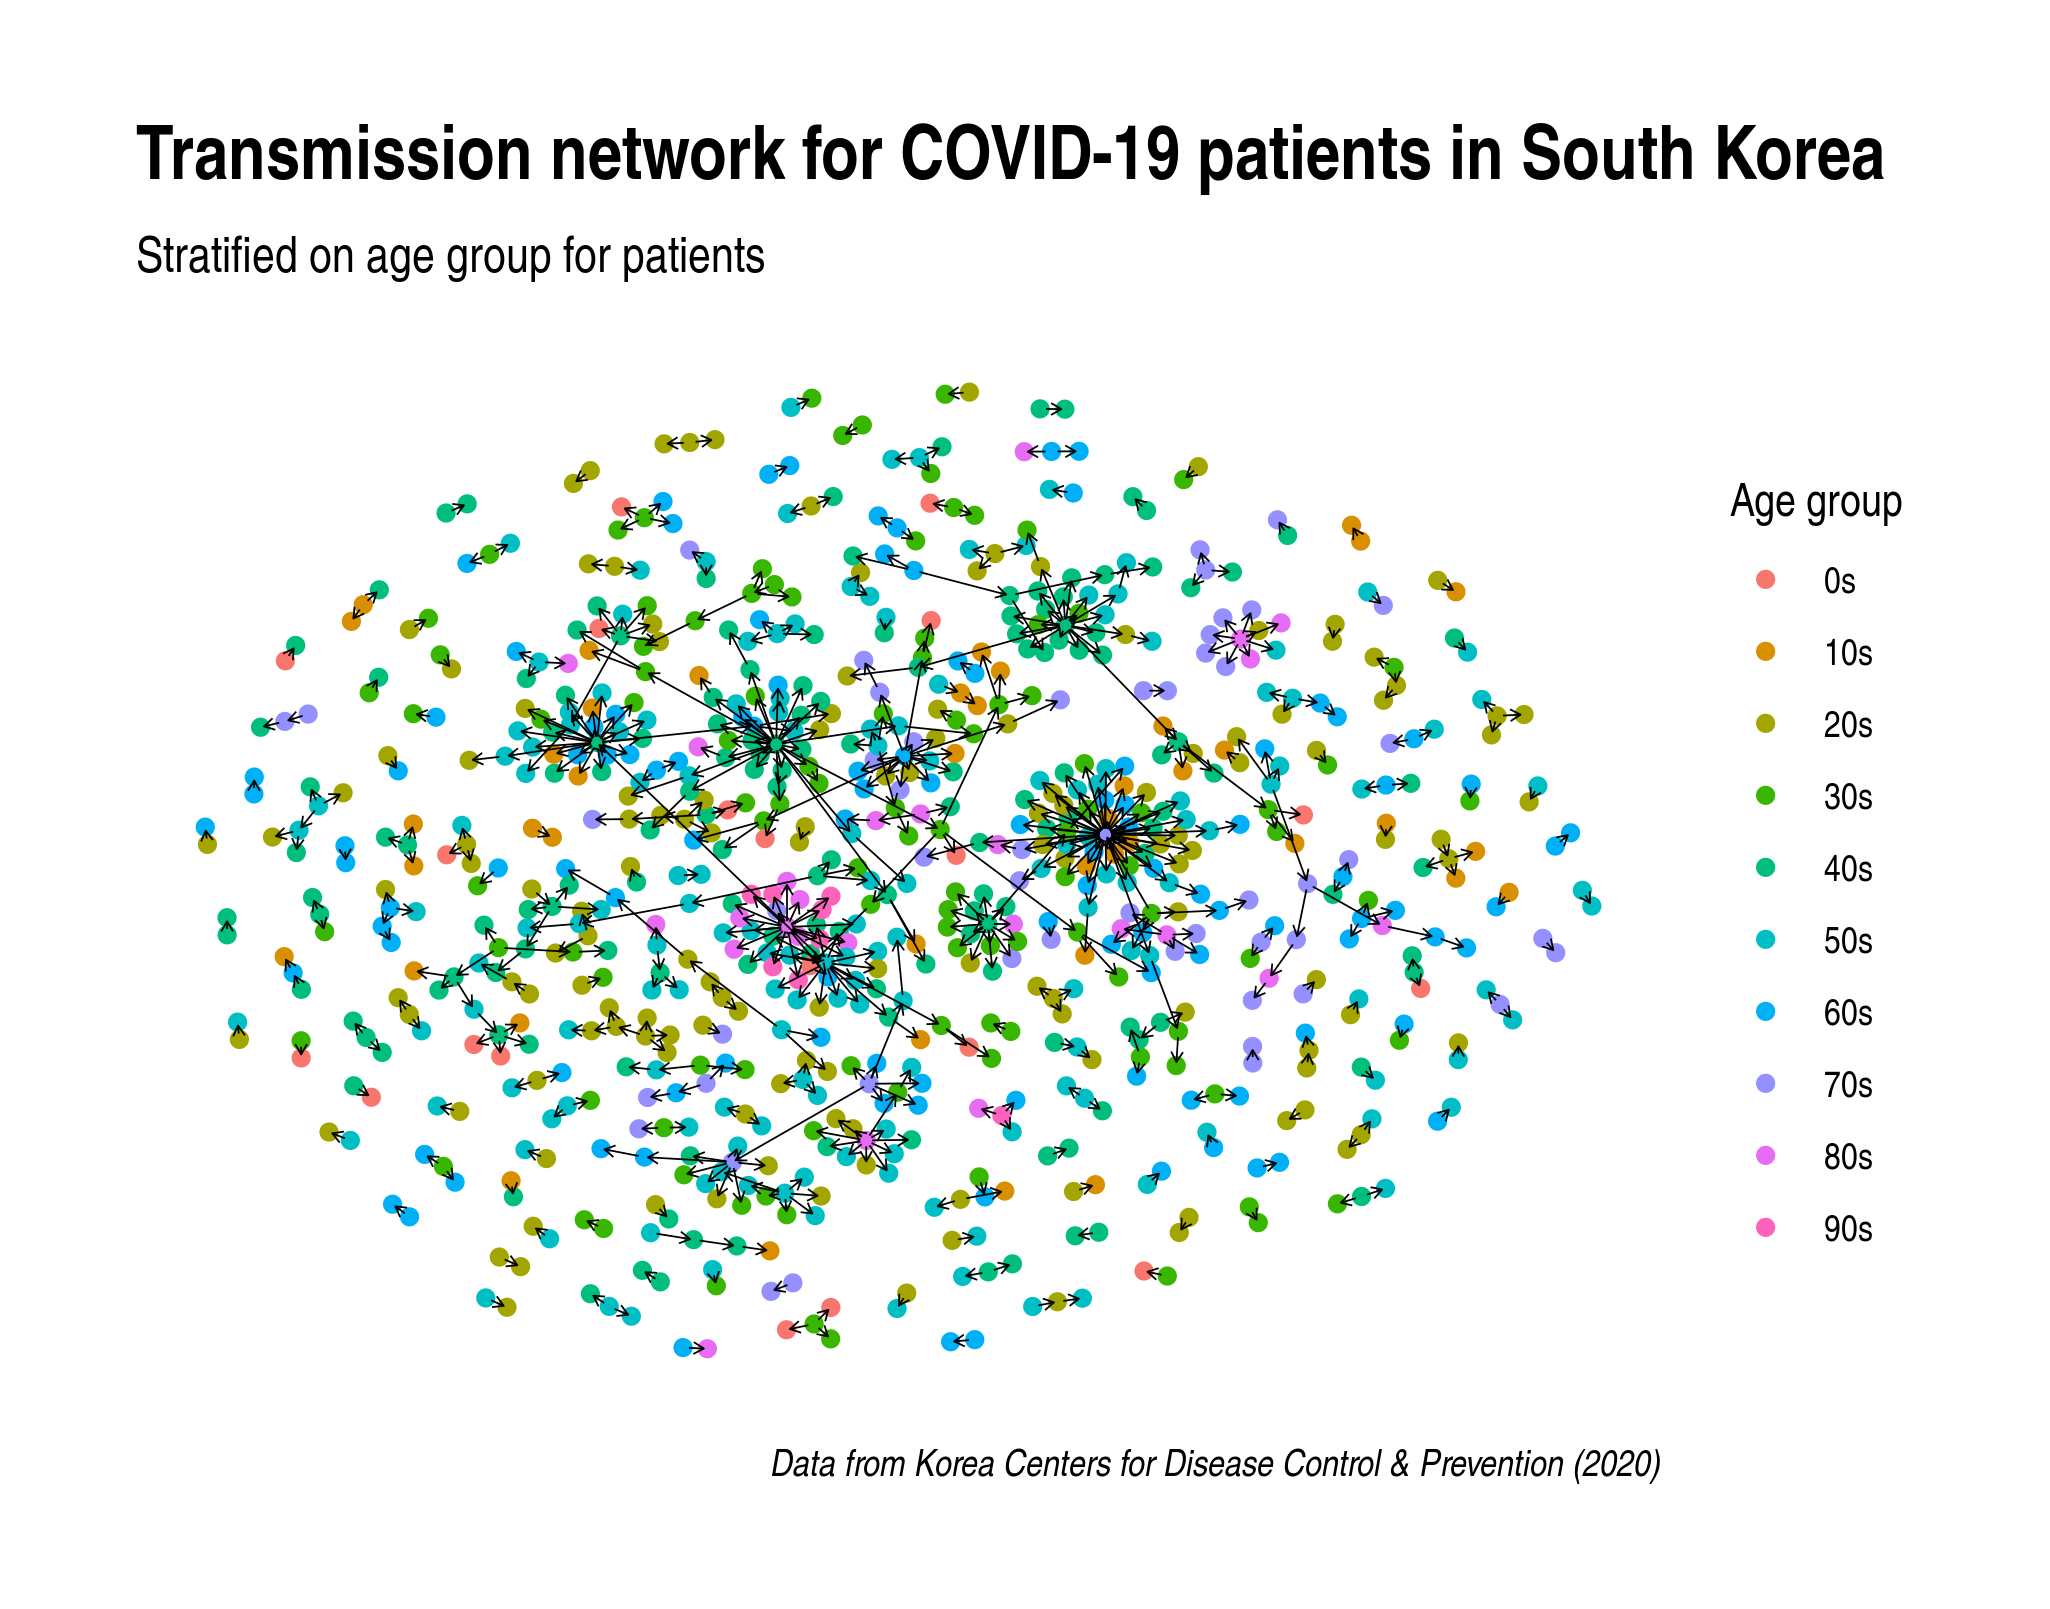 Transmission network for COVID-19 patients in South Korea
Stratified on age group for patients
Age group
0s
10s
20s
30s
40s
50s
60s
70s
80s
90s
Data from Korea Centers for Disease Control & Prevention (2020)